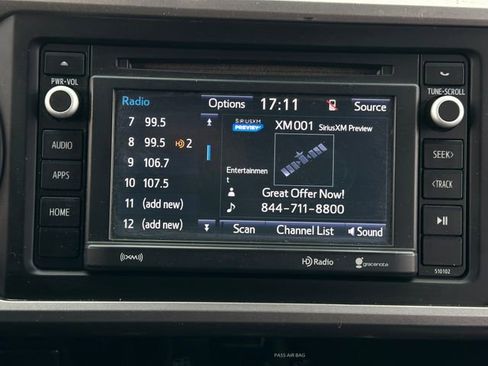 PWR•VOL
AUDIO
APPS
HOME
Radio
Options
17:11
Source
7 99.5
8 99.5 HD 2
9 106.7
10 107.5
11 (add new)
12 (add new)
SIRIUSXM
PREVIEW
XM001 SiriusXM Preview
Entertainmen
t
Great Offer Now!
844-711-8800
Scan
Channel List
Sound
TUNE•SCROLL
SEEK>
<TRACK
((XM))
HD Radio
gracenote
510102
PASS AIR BAG